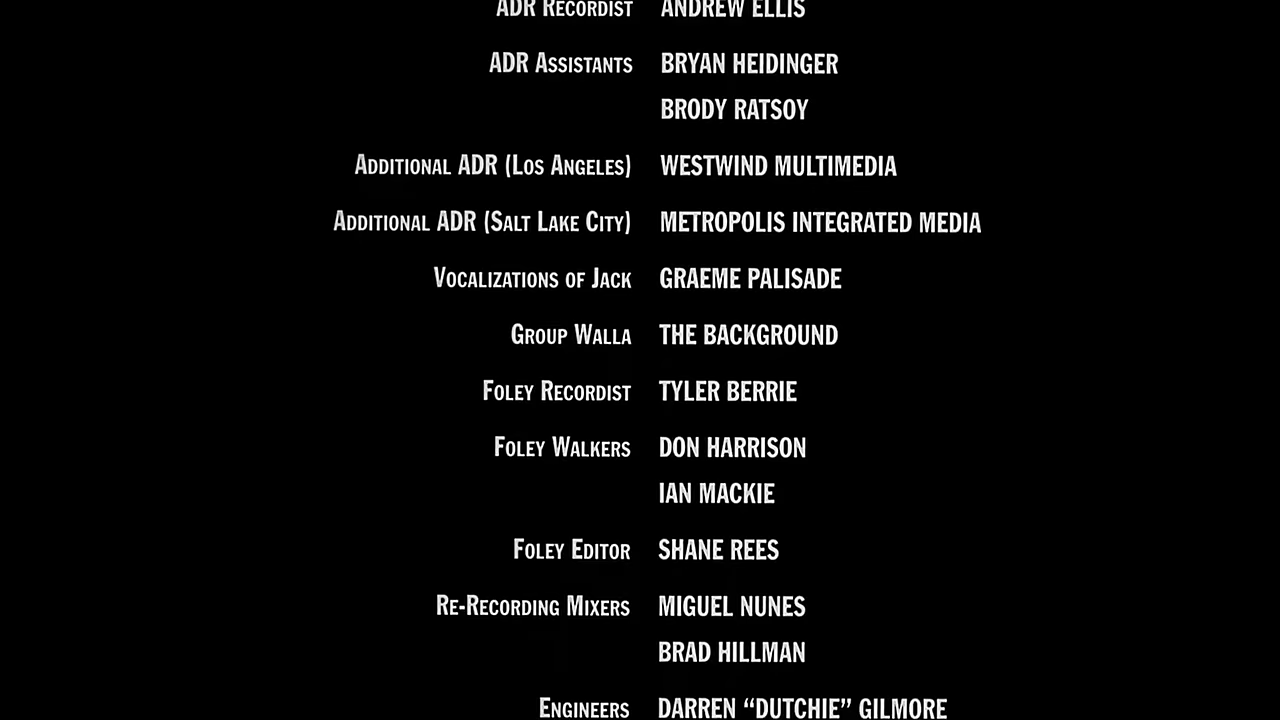 ADR Recordist ANDREW ELLIS
ADR Assistants BRYAN HEIDINGER
BRODY RATSOY
Additional ADR (Los Angeles) WESTWIND MULTIMEDIA
Additional ADR (Salt Lake City) METROPOLIS INTEGRATED MEDIA
Vocalizations of Jack GRAEME PALISADE
Group Walla THE BACKGROUND
Foley Recordist TYLER BERRIE
Foley Walkers DON HARRISON
IAN MACKIE
Foley Editor SHANE REES
Re-Recording Mixers MIGUEL NUNES
BRAD HILLMAN
Engineers DARREN “DUTCHIE” GILMORE